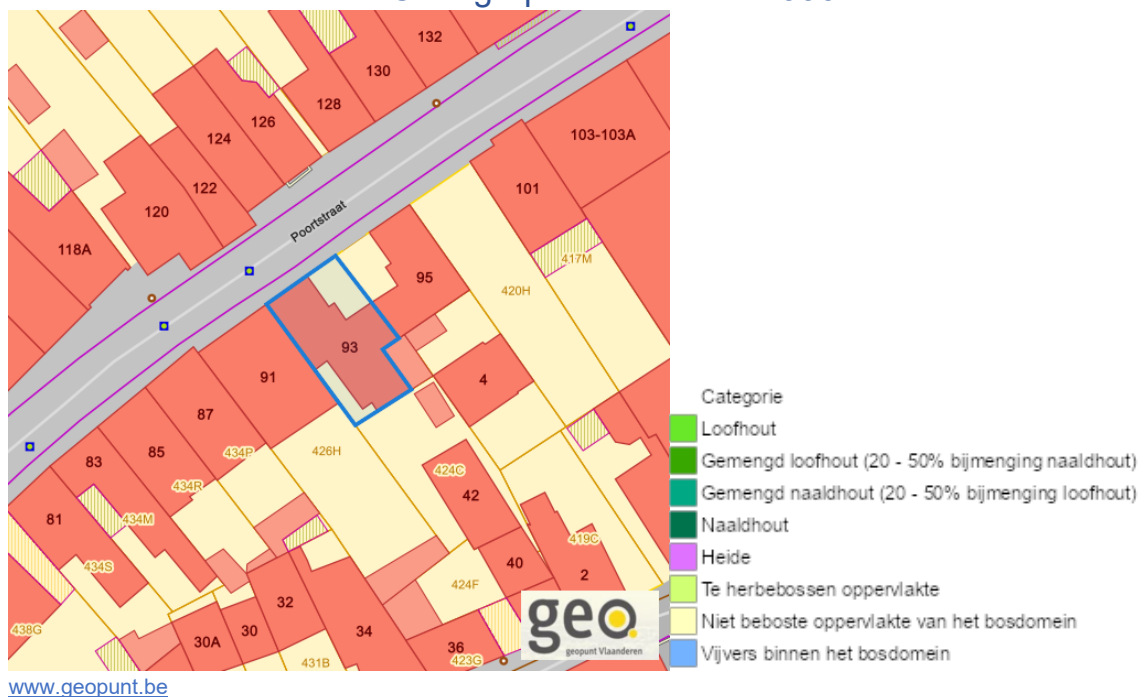 132
130
128
126
124
103-103A
122
101
120
Poortstraat
118A
417M
95
420H
93
4
91
87
Categorie
Loofhout
85
434P
426H
83
Gemengd loofhout (20 - 50% bijmenging naaldhout)
424C
434R
42
Gemengd naaldhout (20 - 50% bijmenging loofhout)
81
434M
Naaldhout
419C
434S
40
Heide
2
424F
Te herbebossen oppervlakte
32
438G
30
34
geo
Niet beboste oppervlakte van het bosdomein
30A
36
geopunt Vlaanderen
431B
423G
Vijvers binnen het bosdomein
www.geopunt.be